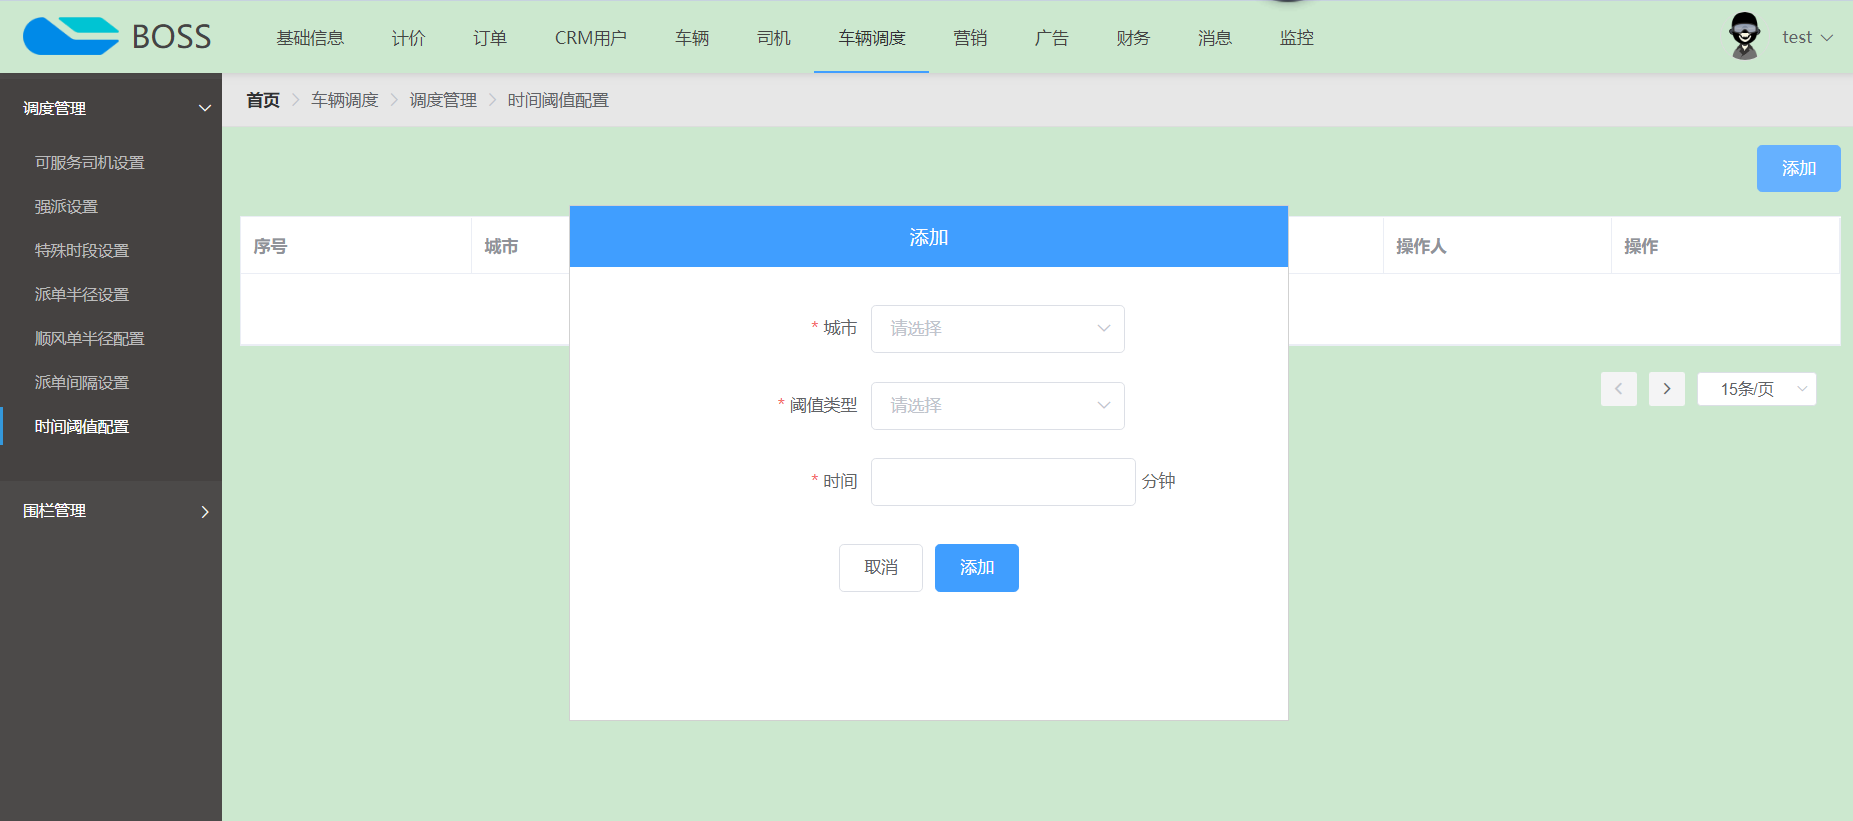 BOSS
基础信息 计价 订单 CRM用户 车辆 司机 车辆调度 营销 广告 财务 消息 监控 test
首页 车辆调度 调度管理 时间阈值配置
调度管理
可服务司机设置
强派设置
特殊时段设置
派单半径设置
顺风单半径配置
派单间隔设置
时间阈值配置
围栏管理
添加
序号 城市 操作人 操作
15条/页
添加
* 城市 请选择
* 阈值类型 请选择
* 时间 分钟
取消 添加